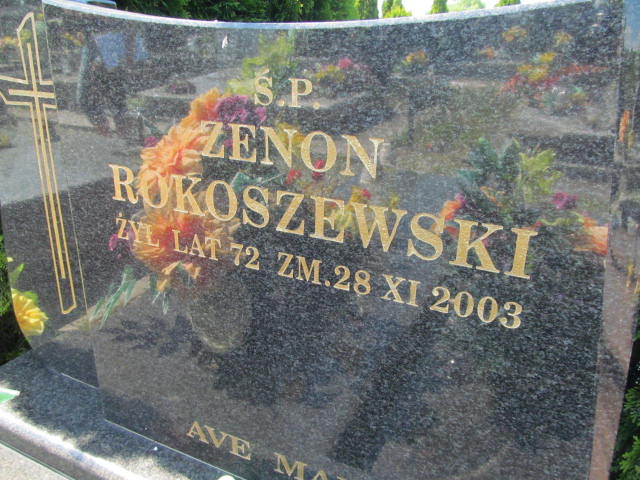 Ś.P.
ZENON
ROKOSZEWSKI
ŻYŁ LAT 72 ZM.28 XI 2003
AVE